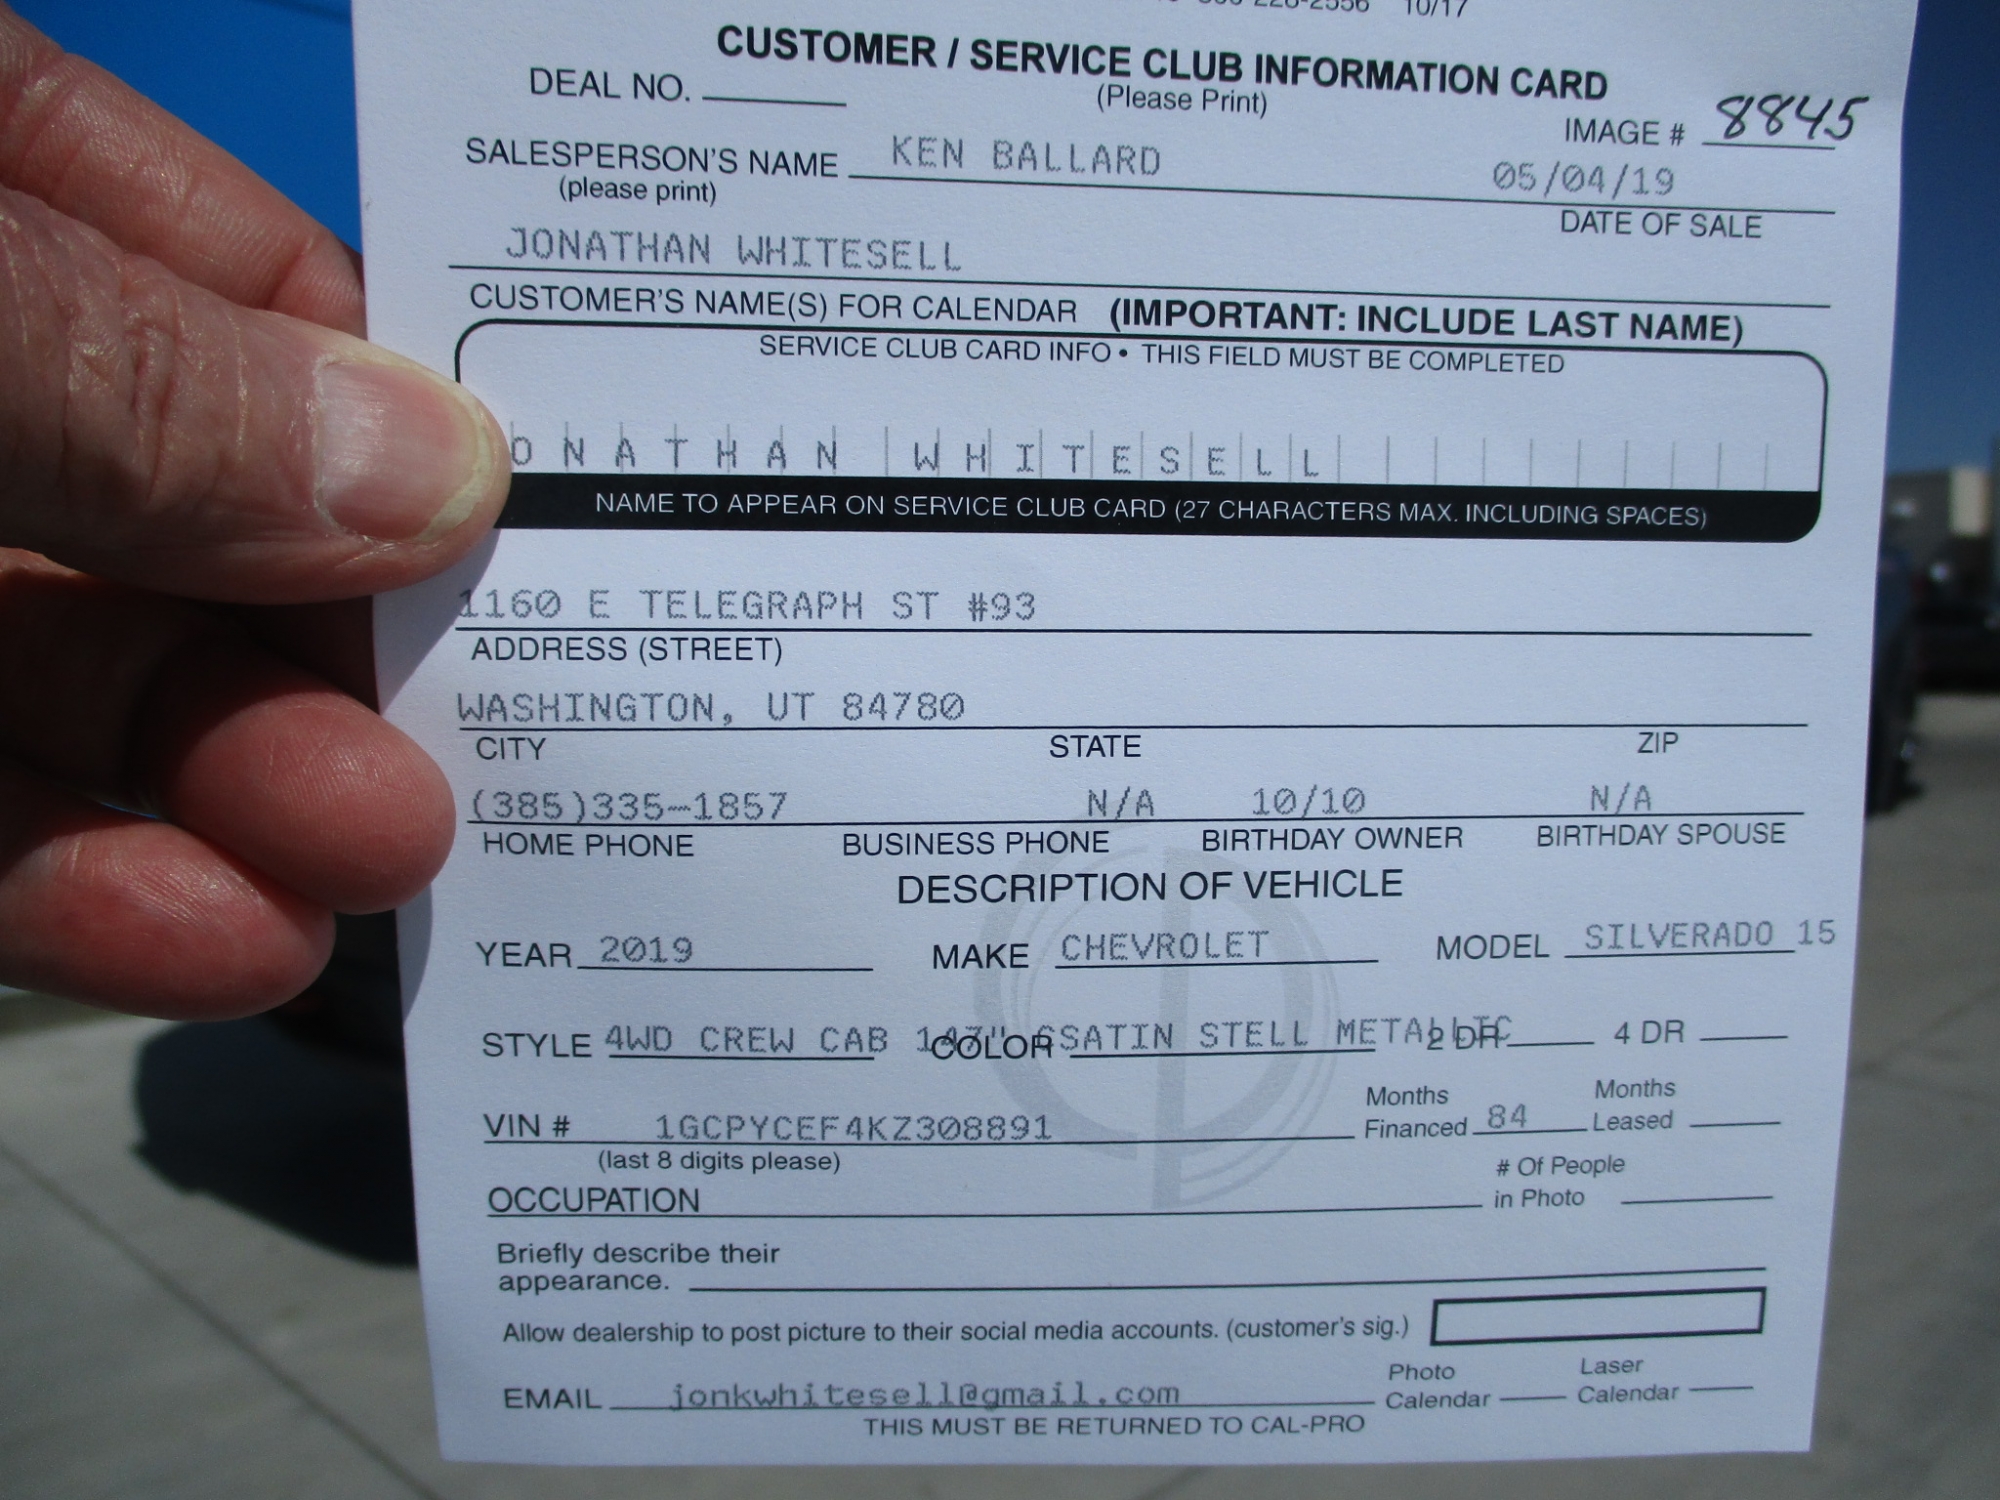 10/17
CUSTOMER / SERVICE CLUB INFORMATION CARD
DEAL NO. (Please Print)
IMAGE # 8845
SALESPERSON'S NAME KEN BALLARD 05/04/19
(please print) DATE OF SALE
JONATHAN WHITESELL
CUSTOMER'S NAME(S) FOR CALENDAR (IMPORTANT: INCLUDE LAST NAME)
SERVICE CLUB CARD INFO • THIS FIELD MUST BE COMPLETED
ONATHAN WHITESELL
NAME TO APPEAR ON SERVICE CLUB CARD (27 CHARACTERS MAX. INCLUDING SPACES)
1160 E TELEGRAPH ST #93
ADDRESS (STREET)
WASHINGTON, UT 84780
CITY STATE ZIP
(385)335-1857 N/A 10/10 N/A
HOME PHONE BUSINESS PHONE BIRTHDAY OWNER BIRTHDAY SPOUSE
DESCRIPTION OF VEHICLE
YEAR 2019 MAKE CHEVROLET MODEL SILVERADO 15
STYLE 4WD CREW CAB 147" COLOR SATIN STELL METALLIC 2 DR 4 DR
VIN # 1GCPYCEF4KZ308891 Months Financed 84 Months Leased
(last 8 digits please)
OCCUPATION # Of People in Photo
Briefly describe their
appearance.
Allow dealership to post picture to their social media accounts. (customer's sig.)
EMAIL jonkwhitesell@gmail.com Photo Calendar Laser Calendar
THIS MUST BE RETURNED TO CAL-PRO